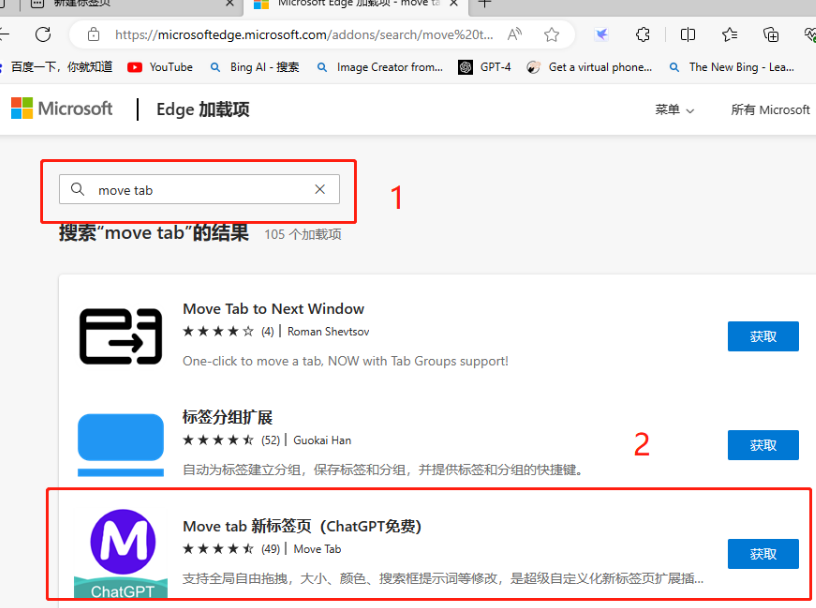 新建标签页
Microsoft Edge 加载项 - move ta
https://microsoftedge.microsoft.com/addons/search/move%20t...
百度一下，你就知道
YouTube
Bing AI - 搜索
Image Creator from...
GPT-4
Get a virtual phone...
The New Bing - Lea...
Microsoft
Edge 加载项
菜单
所有 Microsoft
move tab
1
搜索"move tab"的结果
105 个加载项
Move Tab to Next Window
(4) | Roman Shevtsov
One-click to move a tab, NOW with Tab Groups support!
获取
标签分组扩展
(52) | Guokai Han
自动为标签建立分组，保存标签和分组，并提供标签和分组的快捷键。
获取
2
M
ChatGPT
Move tab 新标签页（ChatGPT免费）
(49) | Move Tab
支持全局自由拖拽，大小、颜色、搜索框提示词等修改，是超级自定义化新标签页扩展插...
获取